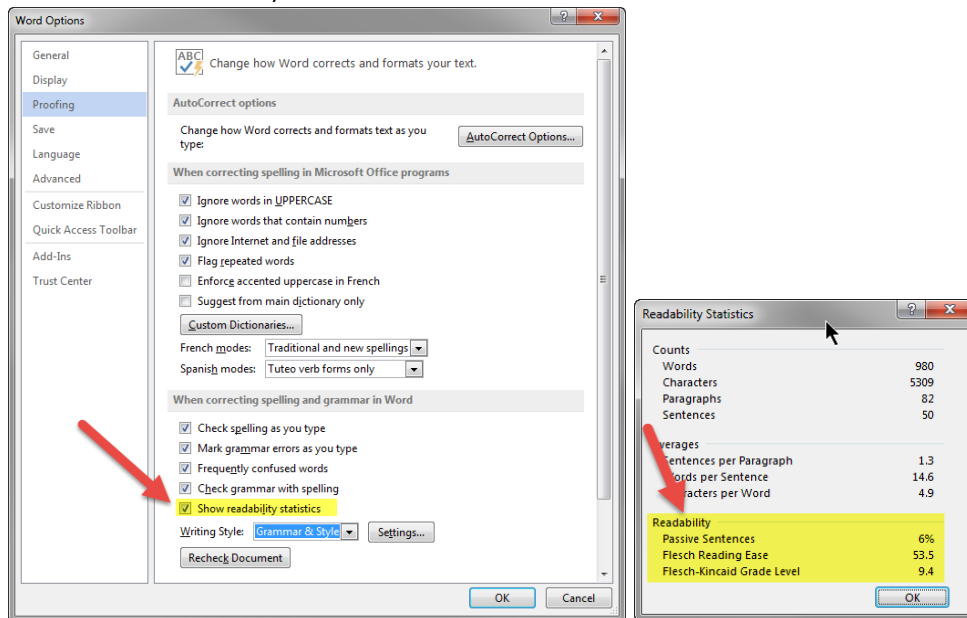 Word Options
General
Display
Proofing
Save
Language
Advanced
Customize Ribbon
Quick Access Toolbar
Add-Ins
Trust Center
ABC
Change how Word corrects and formats your text.
AutoCorrect options
Change how Word corrects and formats text as you
type:
AutoCorrect Options...
When correcting spelling in Microsoft Office programs
Ignore words in UPPERCASE
Ignore words that contain numbers
Ignore Internet and file addresses
Flag repeated words
Enforce accented uppercase in French
Suggest from main dictionary only
Custom Dictionaries...
French modes: Traditional and new spellings
Spanish modes: Tuteo verb forms only
When correcting spelling and grammar in Word
Check spelling as you type
Mark grammar errors as you type
Frequently confused words
Check grammar with spelling
Show readability statistics
Writing Style: Grammar & Style Settings...
Recheck Document
OK Cancel
Readability Statistics
Counts
Words 980
Characters 5309
Paragraphs 82
Sentences 50
verages
Sentences per Paragraph 1.3
ords per Sentence 14.6
racters per Word 4.9
Readability
Passive Sentences 6%
Flesch Reading Ease 53.5
Flesch-Kincaid Grade Level 9.4
OK